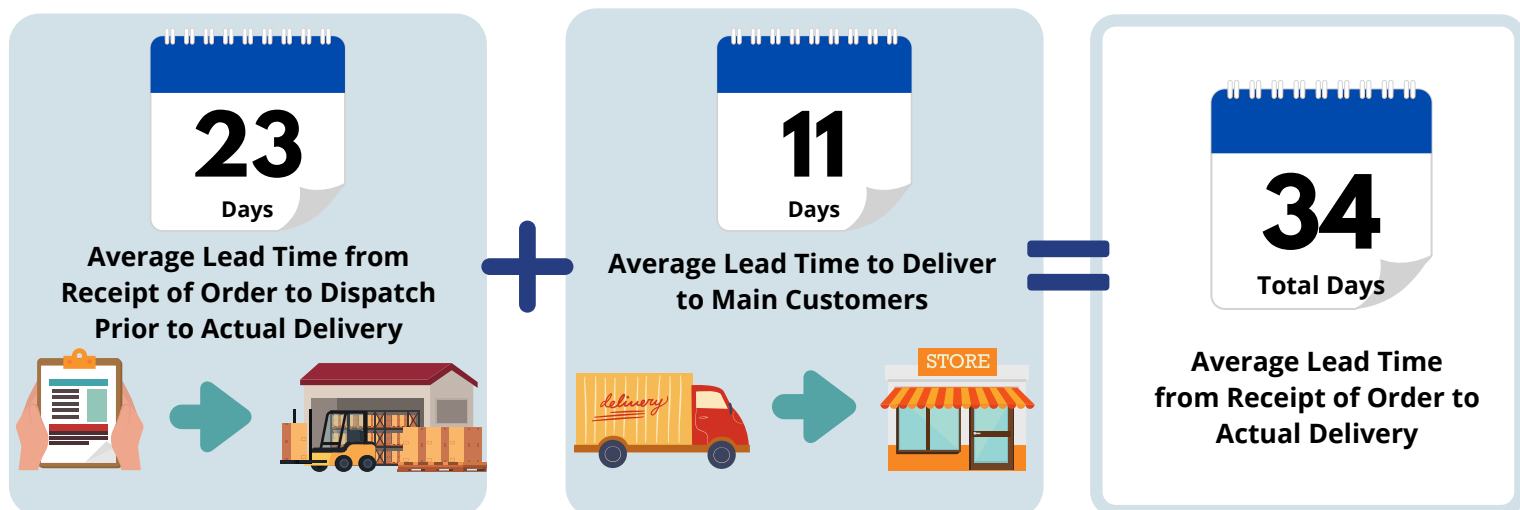 23
Days
Average Lead Time from
Receipt of Order to Dispatch
Prior to Actual Delivery
+
11
Days
Average Lead Time to Deliver
to Main Customers
delivery
STORE
=
34
Total Days
Average Lead Time
from Receipt of Order to
Actual Delivery